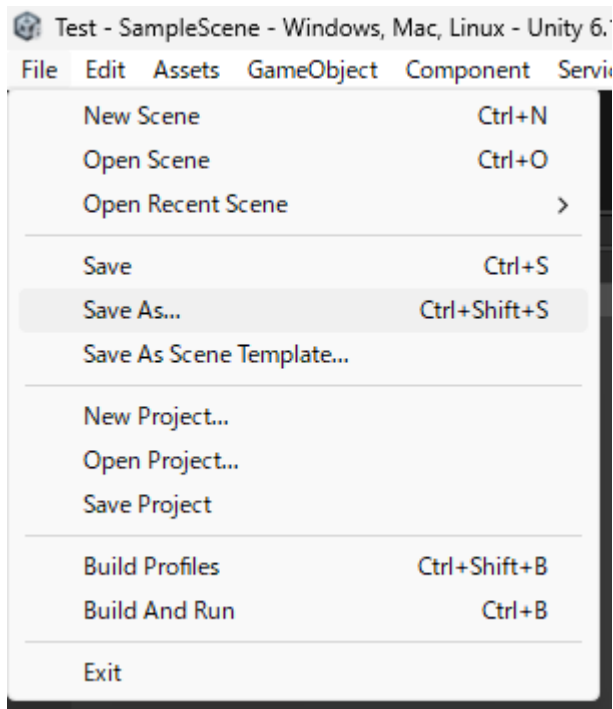 Test - SampleScene - Windows, Mac, Linux - Unity 6.
File Edit Assets GameObject Component
New Scene Ctrl+N
Open Scene Ctrl+O
Open Recent Scene >
Save Ctrl+S
Save As... Ctrl+Shift+S
Save As Scene Template...
New Project...
Open Project...
Save Project
Build Profiles Ctrl+Shift+B
Build And Run Ctrl+B
Exit